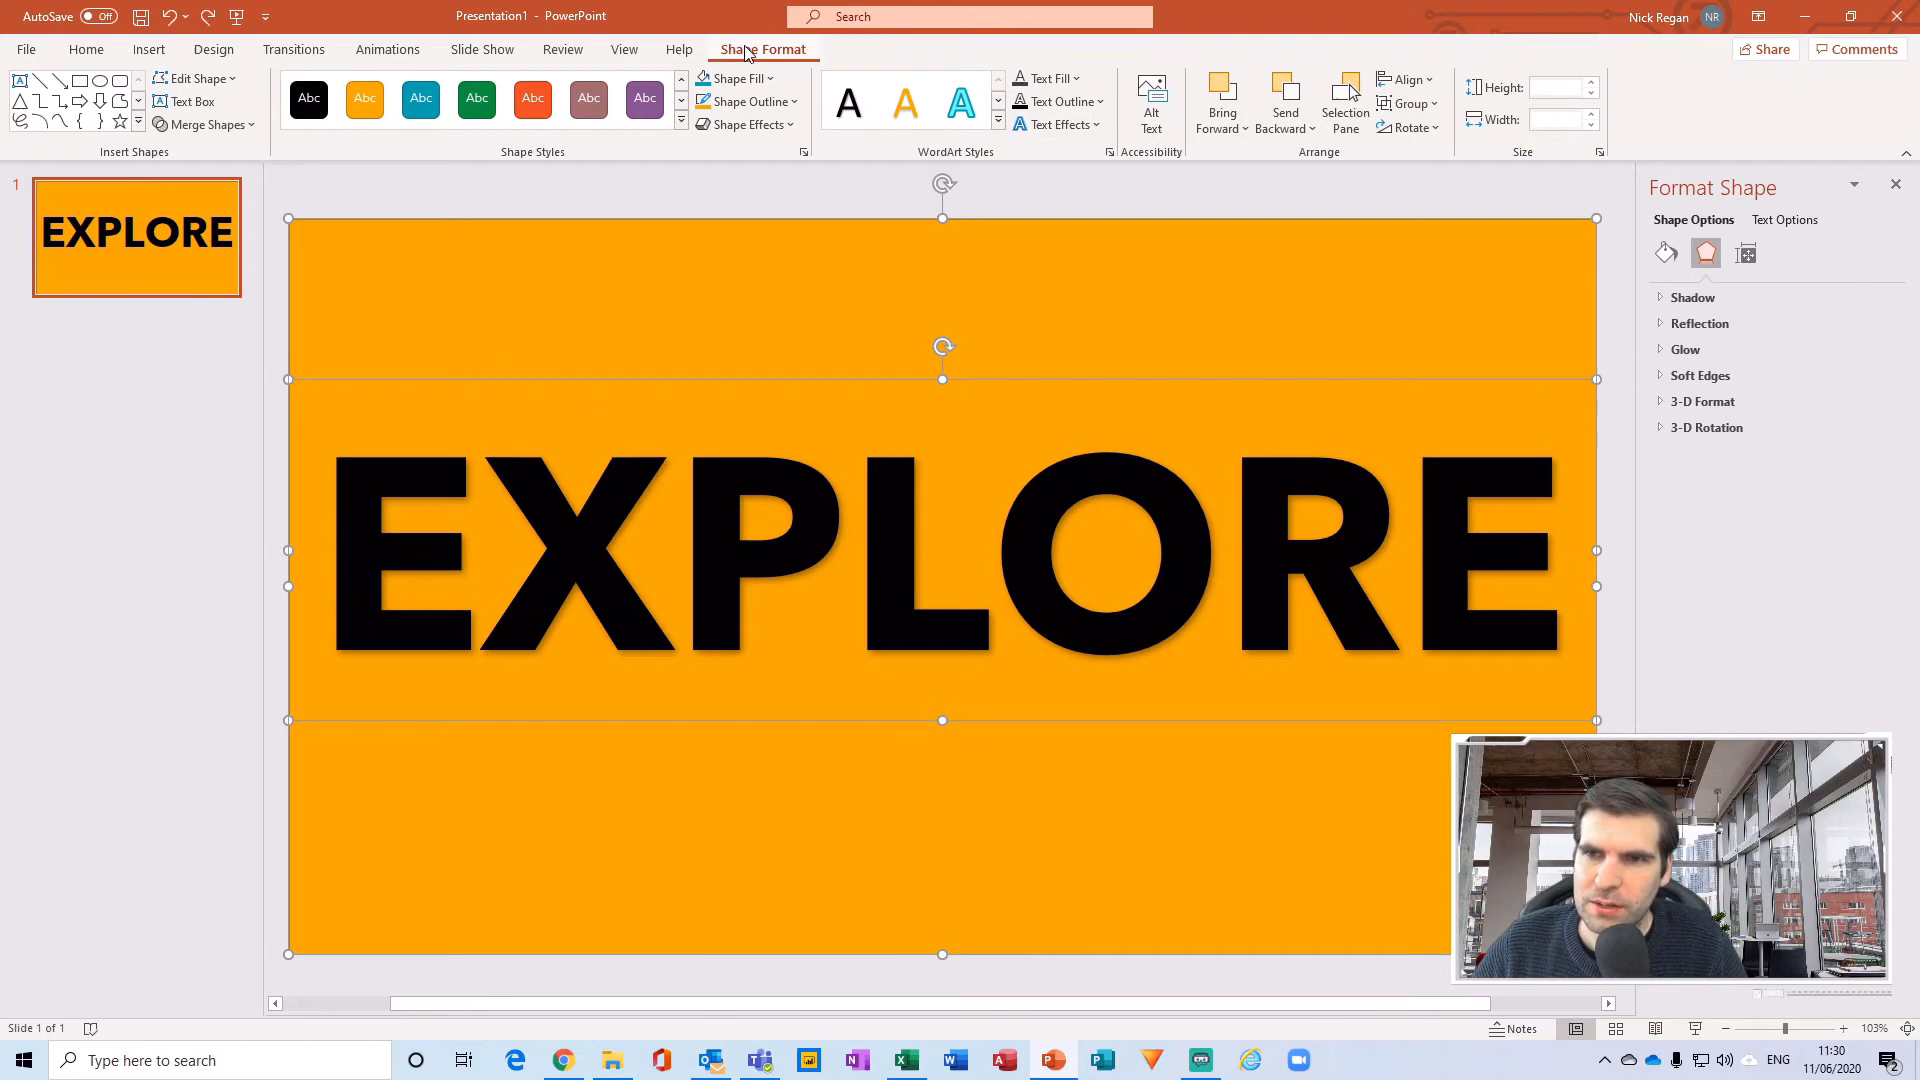 AutoSave Off Presentation1 - PowerPoint Search Nick Regan NR
File Home Insert Design Transitions Animations Slide Show Review View Help Shape Format Share Comments
Edit Shape
Text Box
Merge Shapes
Insert Shapes
Abc Abc Abc Abc Abc Abc Abc
Shape Fill
Shape Outline
Shape Effects
Shape Styles
A A A
Text Fill
Text Outline
Text Effects
WordArt Styles
Alt
Text
Accessibility
Bring
Forward
Send
Backward
Selection
Pane
Align
Group
Rotate
Arrange
Height:
Width:
Size
1
EXPLORE
EXPLORE
Format Shape
Shape Options Text Options
Shadow
Reflection
Glow
Soft Edges
3-D Format
3-D Rotation
Slide 1 of 1 Notes 103%
Type here to search
ENG
11:30
11/06/2020
2